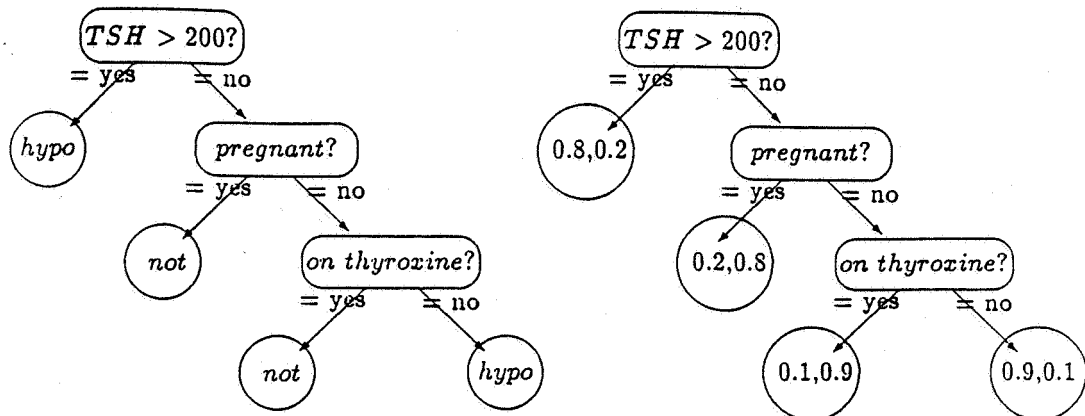 TSH > 200?
= yes
= no
hypo
pregnant?
= yes
= no
not
on thyroxine?
= yes
= no
not
hypo
TSH > 200?
= yes
= no
0.8,0.2
pregnant?
= yes
= no
0.2,0.8
on thyroxine?
= yes
= no
0.1,0.9
0.9,0.1